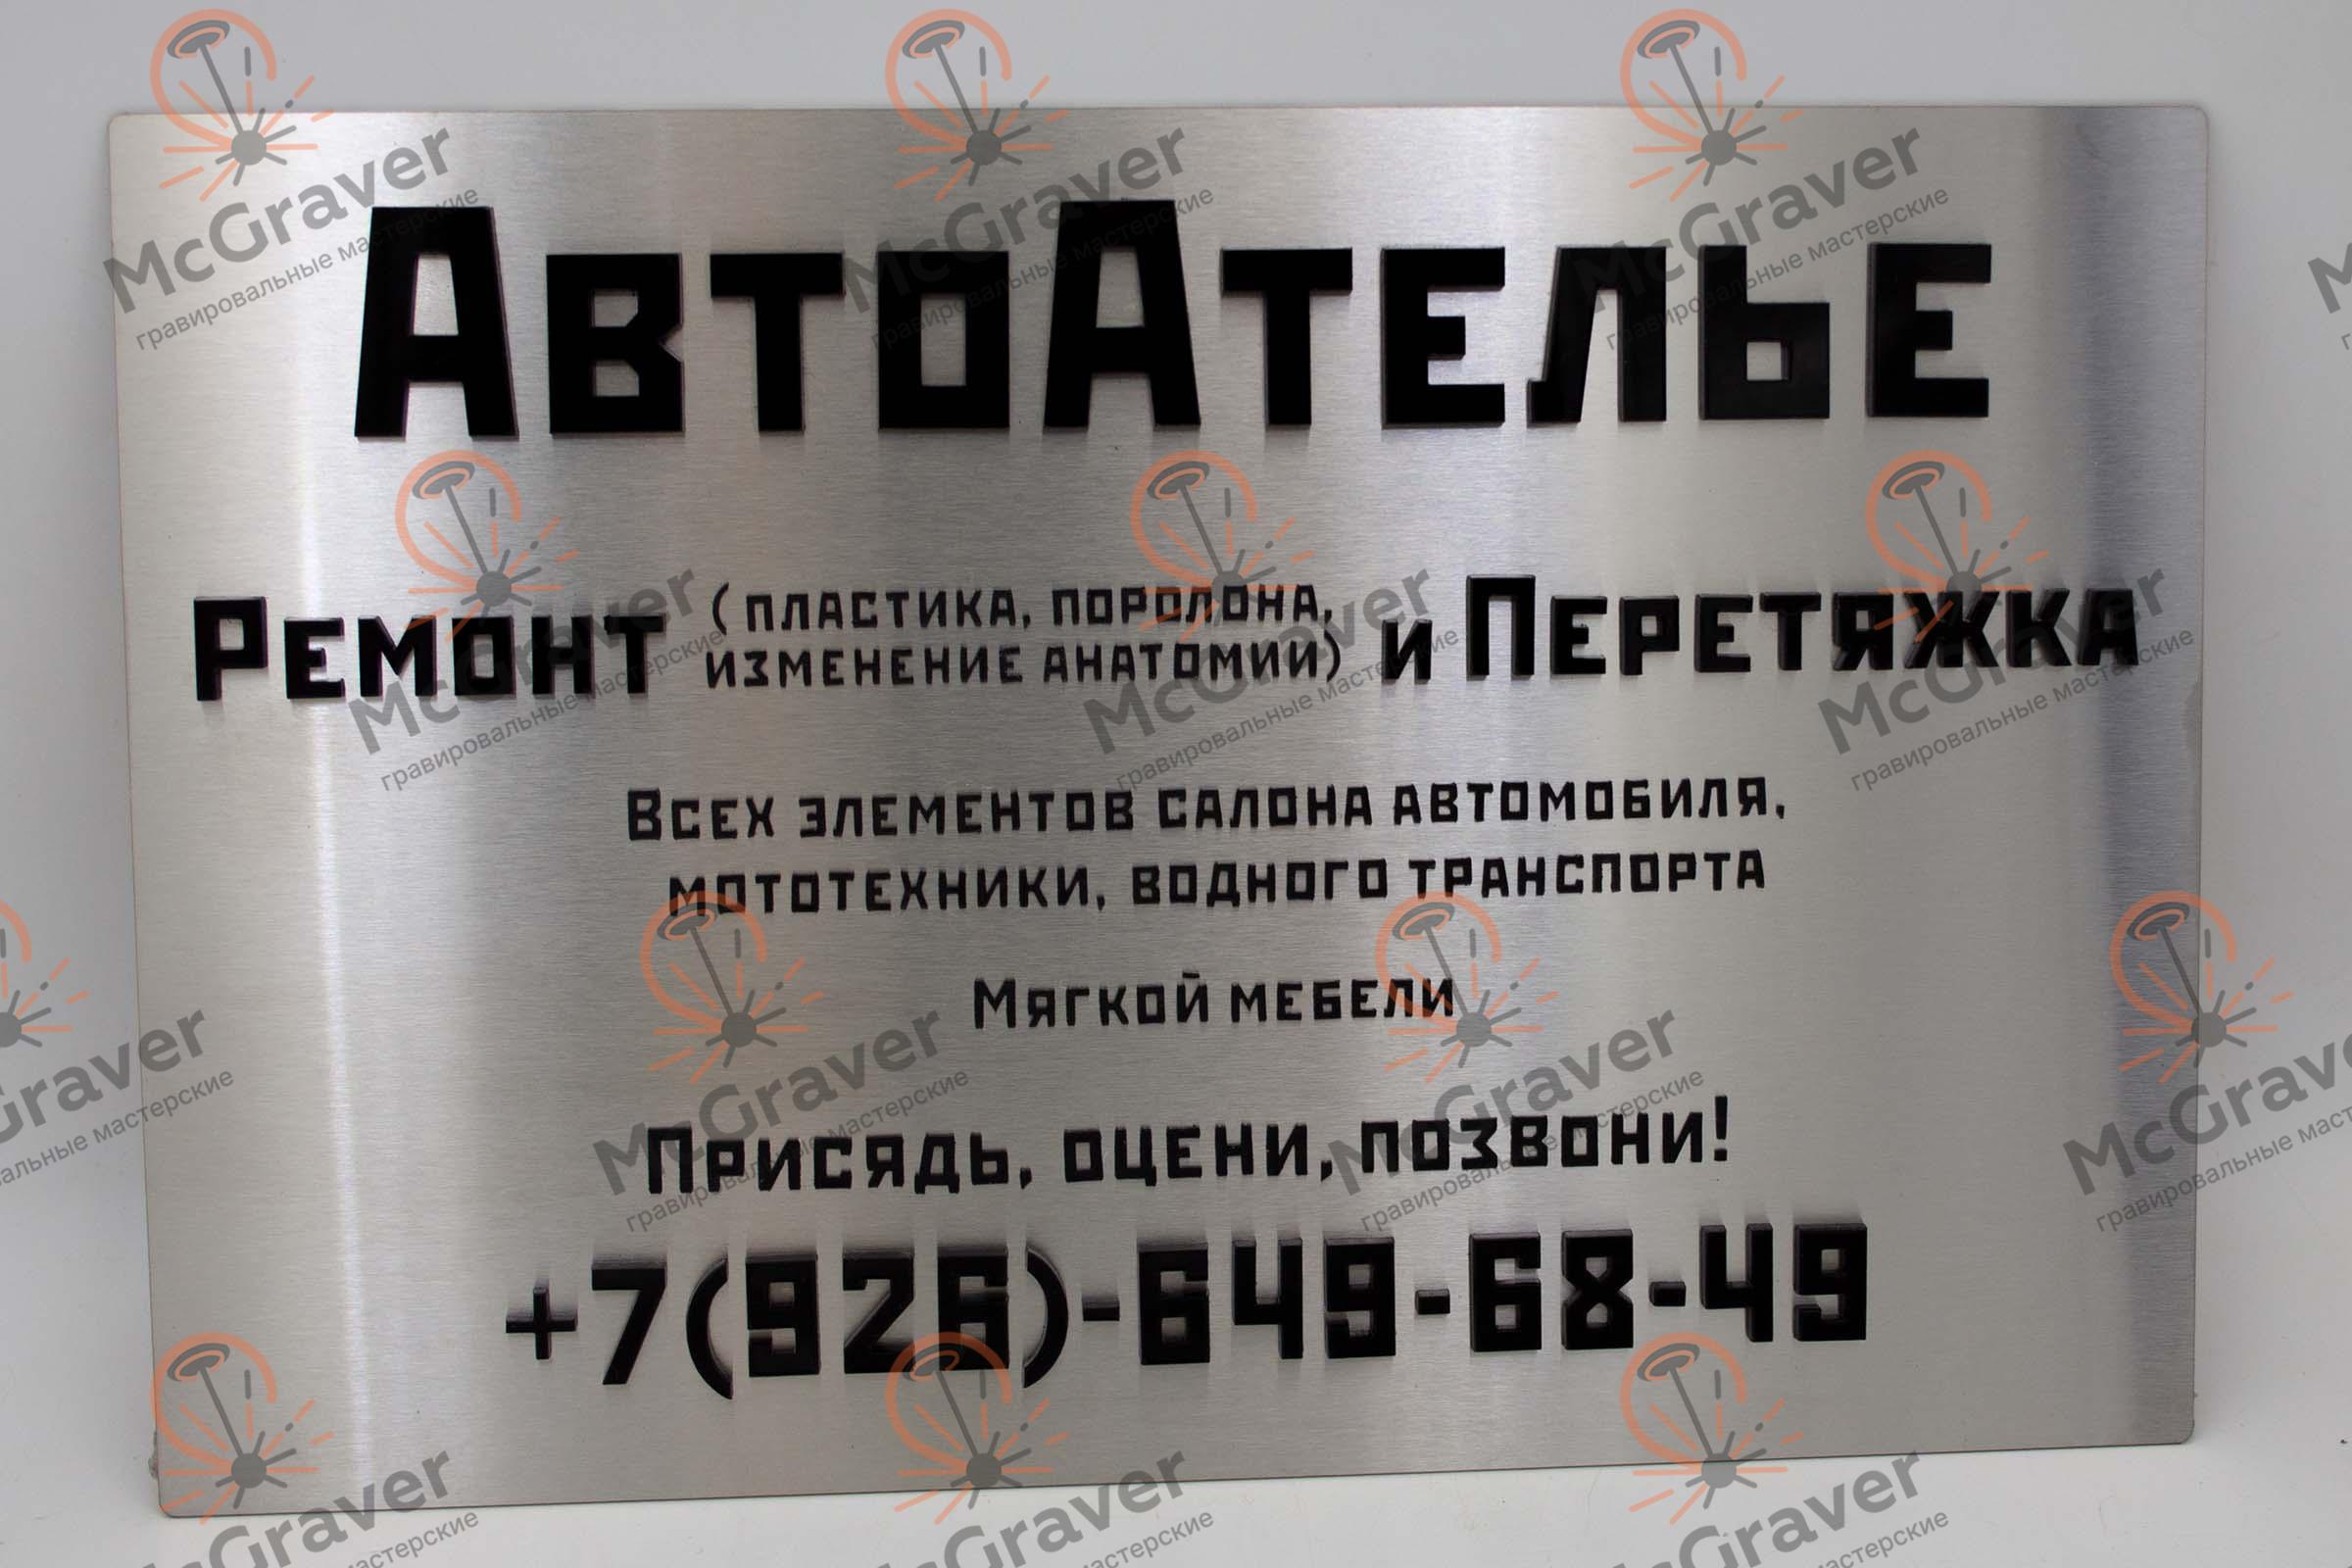 АвтоАтелье
Ремонт (пластика, поролона, изменение анатомии) и Перетяжка
Всех элементов салона автомобиля,
мототехники, водного транспорта
Мягкой мебели
Присядь, оцени, позвони!
+7(926)-649-68-49
McGraver
гравировальные мастерские